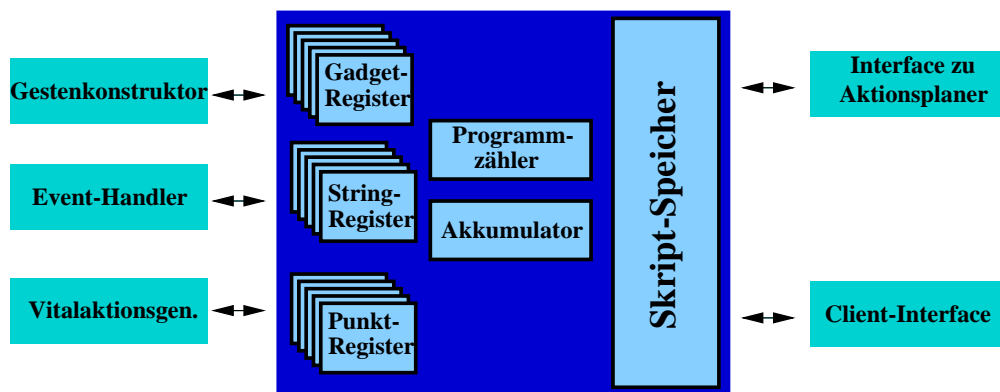 Gestenkonstruktor
Event-Handler
Vitalaktionsgen.
Gadget-
Register
String-
Register
Punkt-
Register
Programm-
zähler
Akkumulator
Skript-Speicher
Interface zu
Aktionsplaner
Client-Interface